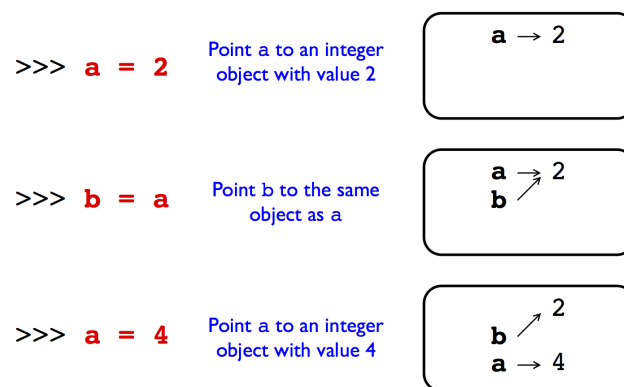 >>> a = 2
Point a to an integer
object with value 2
a → 2
>>> b = a
Point b to the same
object as a
a → 2
b ↗
>>> a = 4
Point a to an integer
object with value 4
↗ 2
b
a → 4